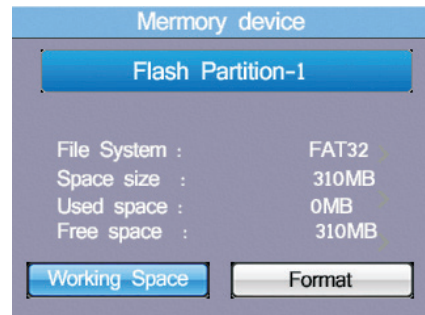 Mermory device
Flash Partition-1
File System : FAT32
Space size : 310MB
Used space : 0MB
Free space : 310MB
Working Space Format